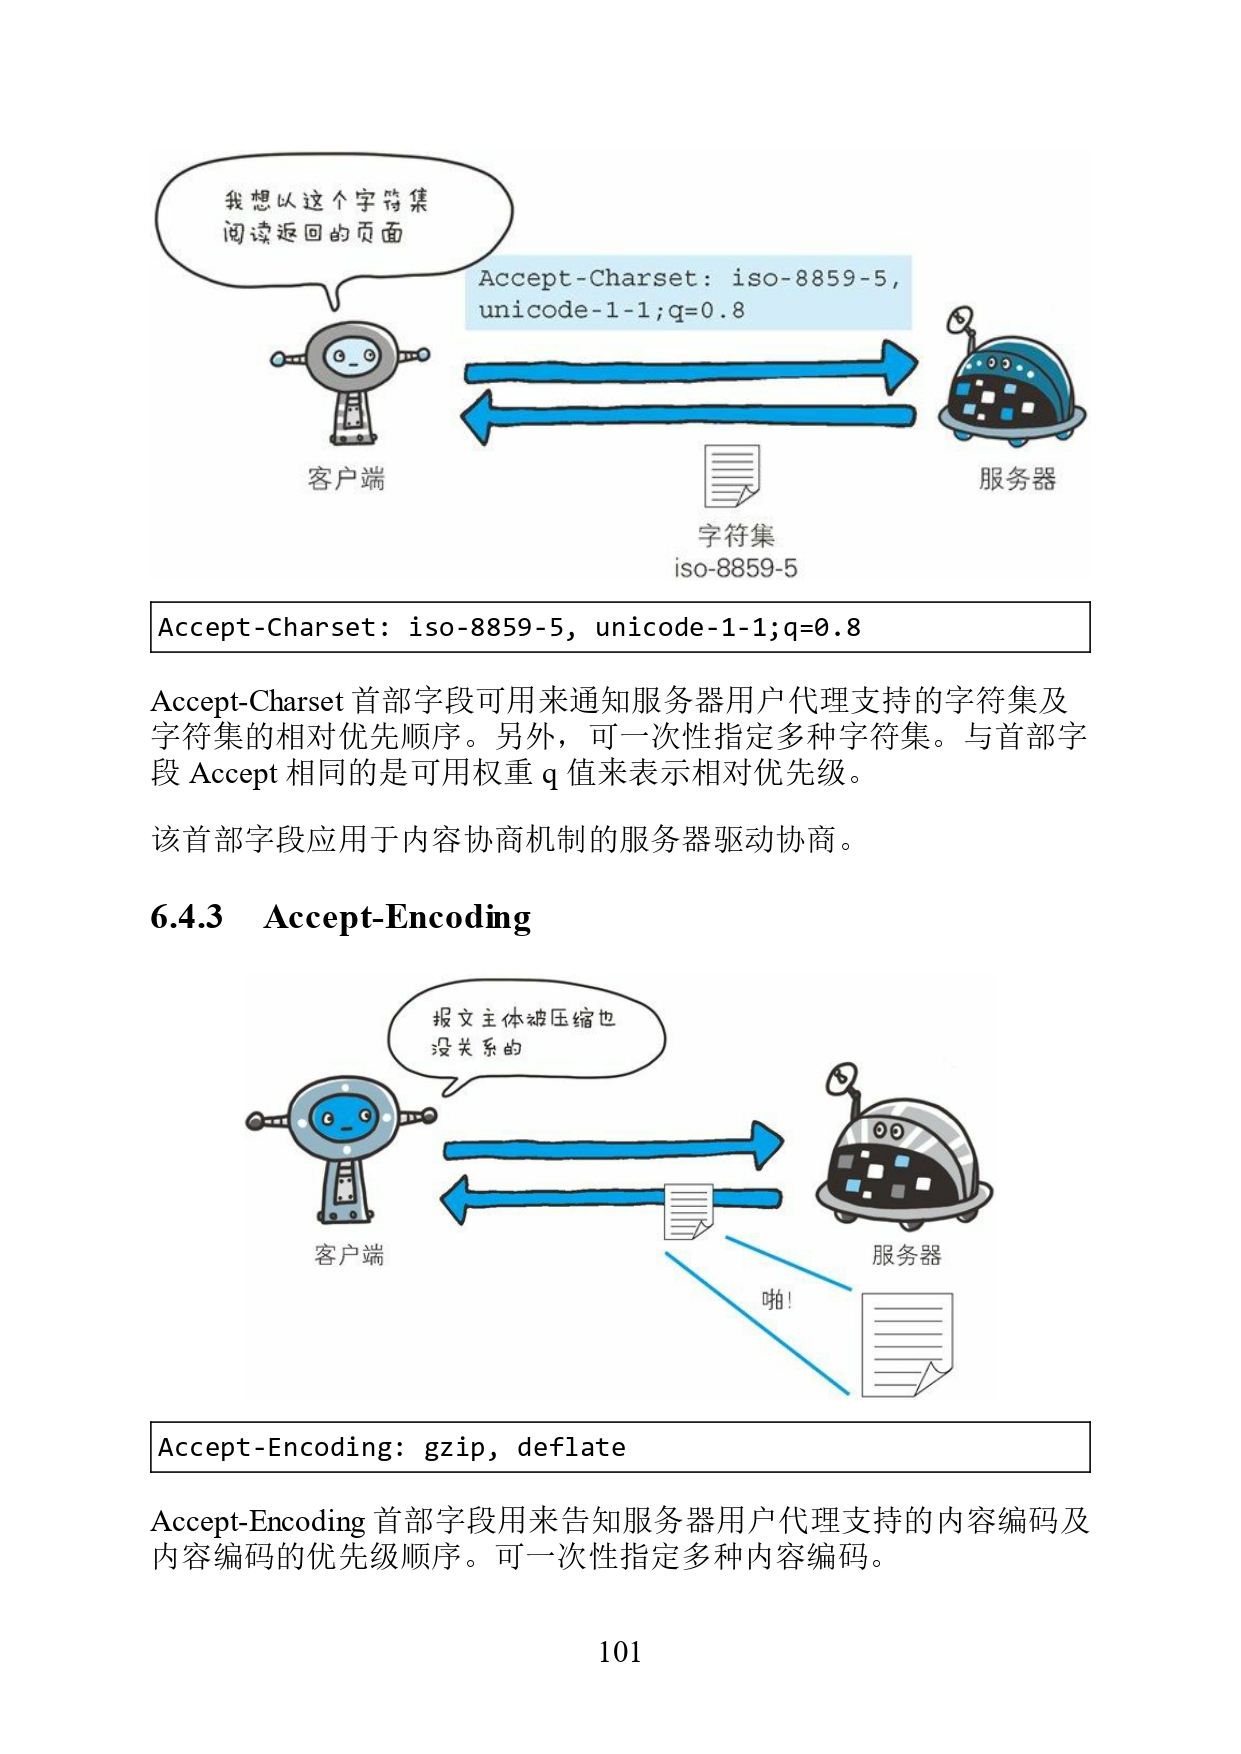 我想以这个字符集
阅读返回的页面
Accept-Charset: iso-8859-5,
unicode-1-1;q=0.8
客户端
服务器
字符集
iso-8859-5
Accept-Charset: iso-8859-5, unicode-1-1;q=0.8
Accept-Charset 首部字段可用来通知服务器用户代理支持的字符集及
字符集的相对优先顺序。另外，可一次性指定多种字符集。与首部字
段 Accept 相同的是可用权重 q 值来表示相对优先级。
该首部字段应用于内容协商机制的服务器驱动协商。
6.4.3 Accept-Encoding
报文主体被压缩也
没关系的
客户端
服务器
啪！
Accept-Encoding: gzip, deflate
Accept-Encoding 首部字段用来告知服务器用户代理支持的内容编码及
内容编码的优先级顺序。可一次性指定多种内容编码。
101